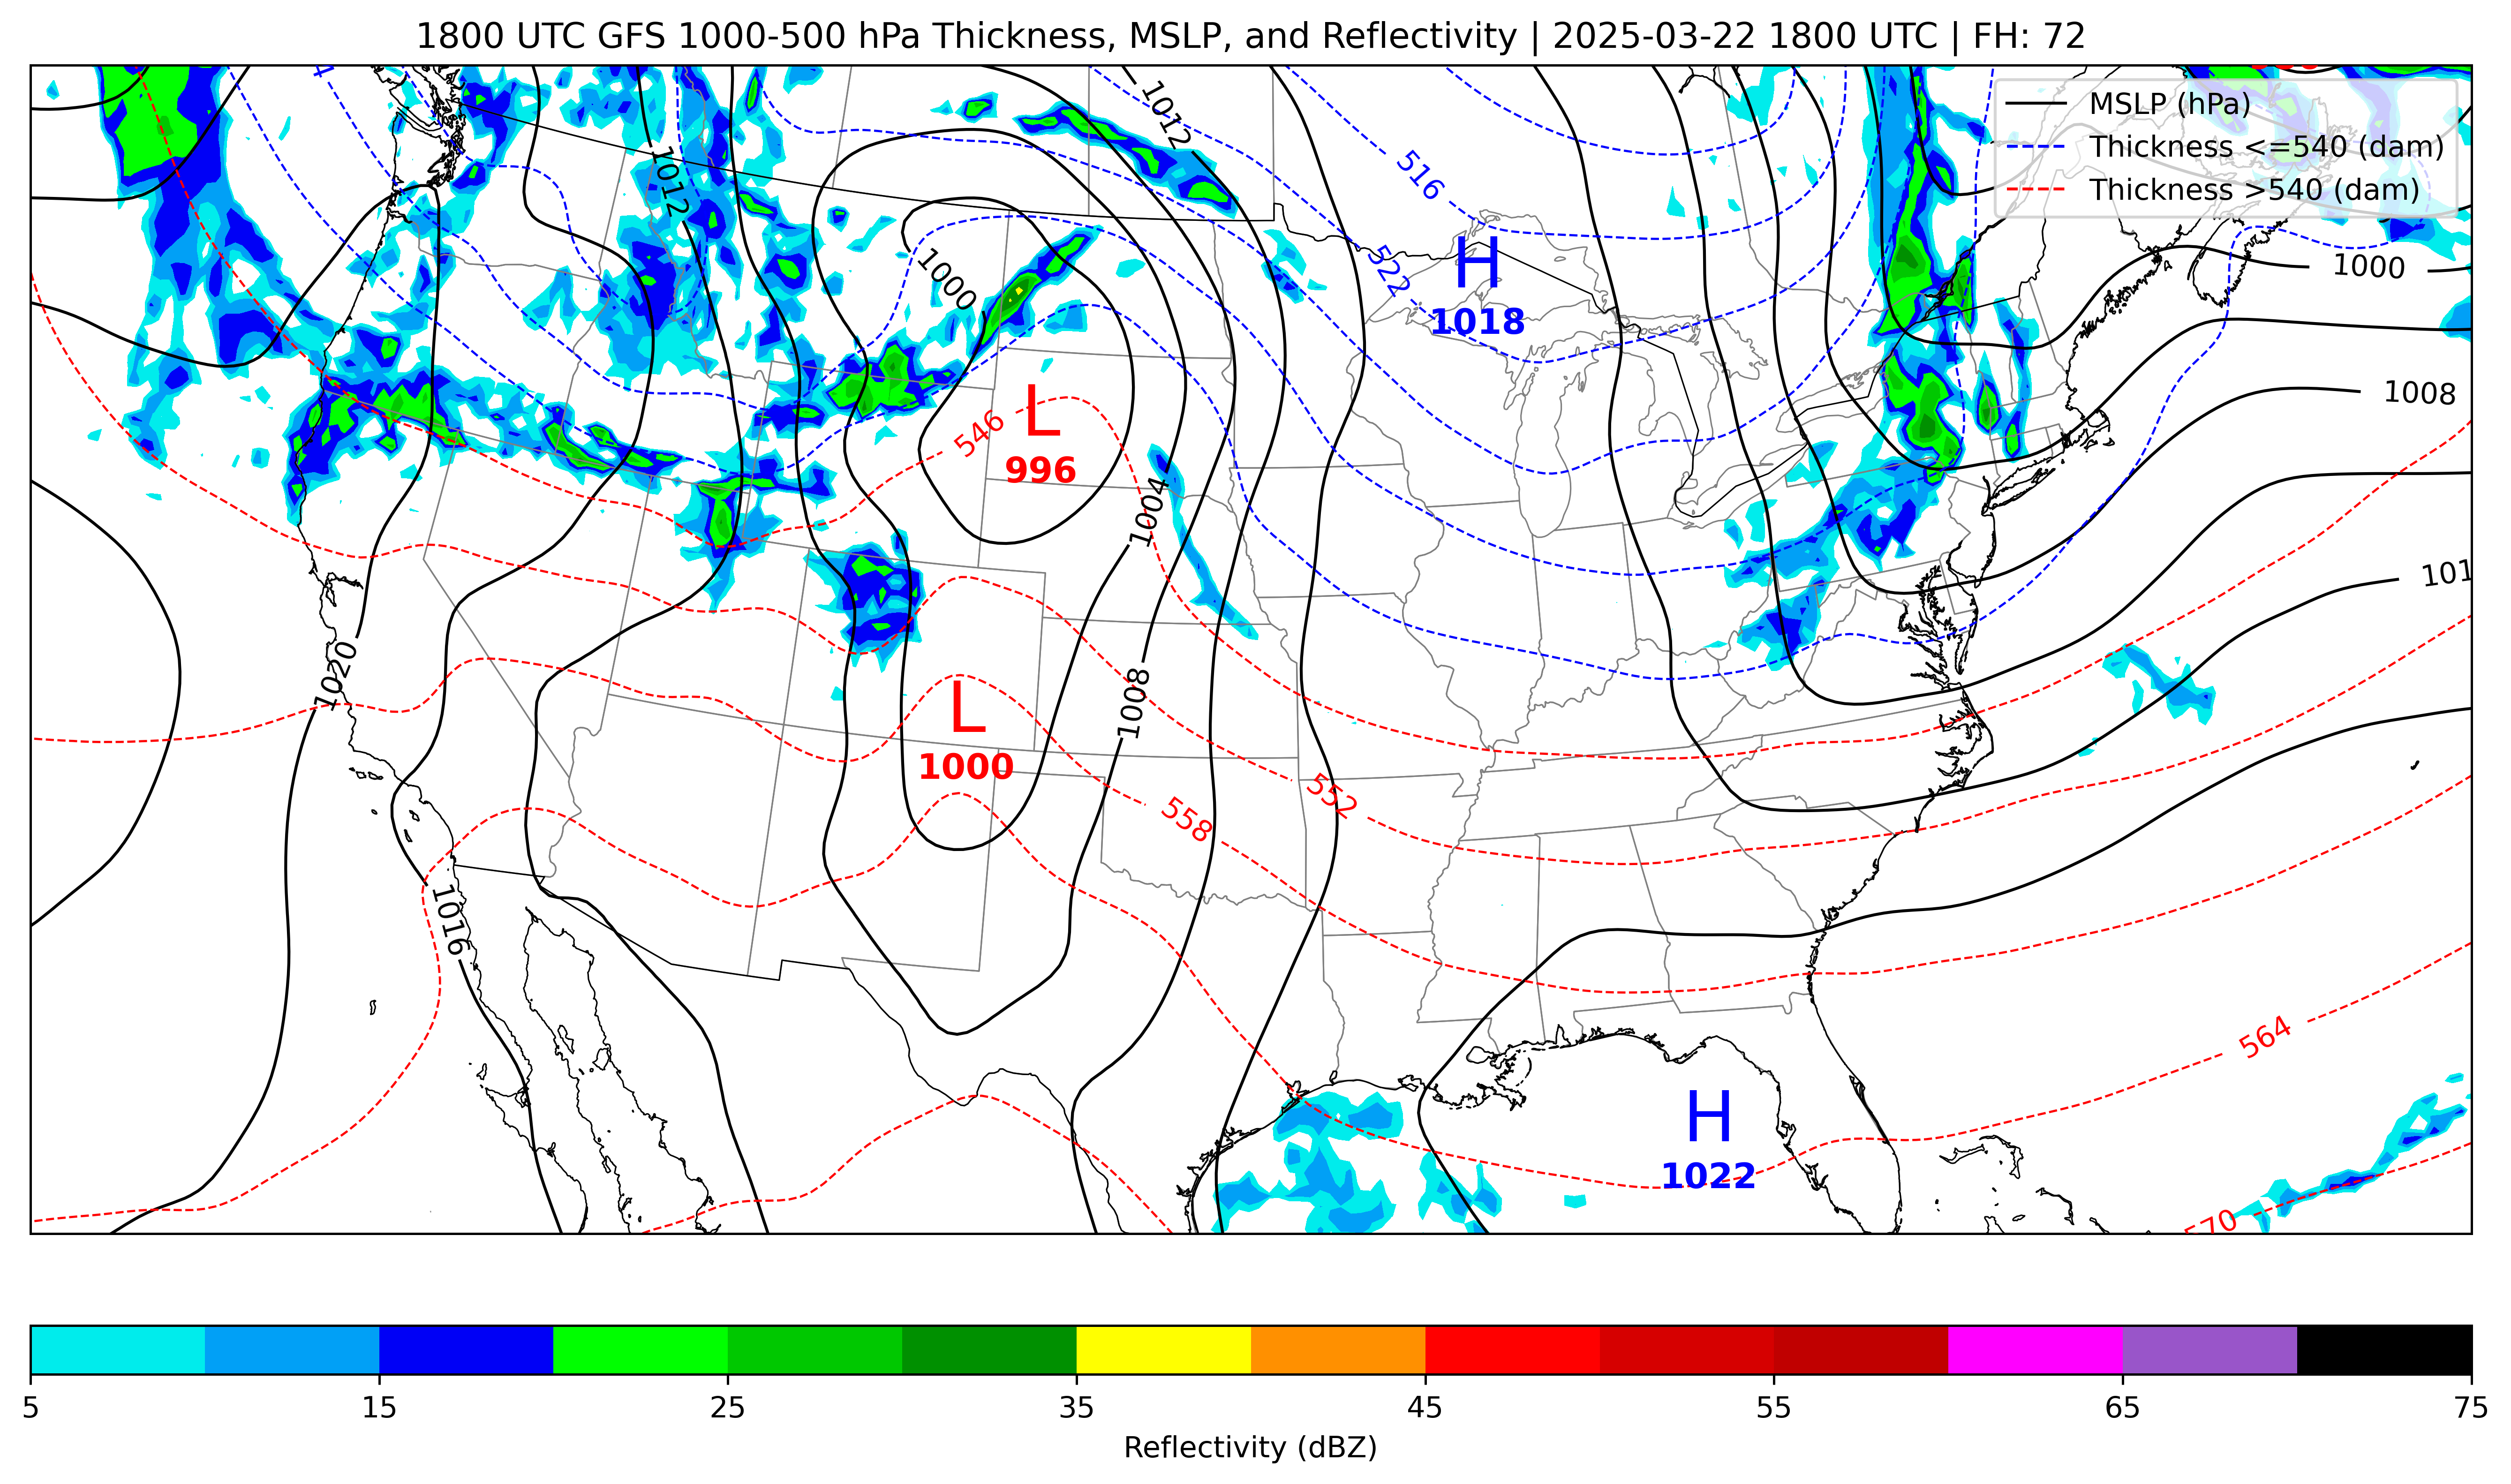 1800 UTC GFS 1000-500 hPa Thickness, MSLP, and Reflectivity | 2025-03-22 1800 UTC | FH: 72
MSLP (hPa)
Thickness <=540 (dam)
Thickness >540 (dam)
1012
1012
516
H
1018
522
1000
1000
L
996
546
1008
1004
101
1020
1008
L
1000
552
558
1016
564
H
1022
570
5 15 25 35 45 55 65 75
Reflectivity (dBZ)